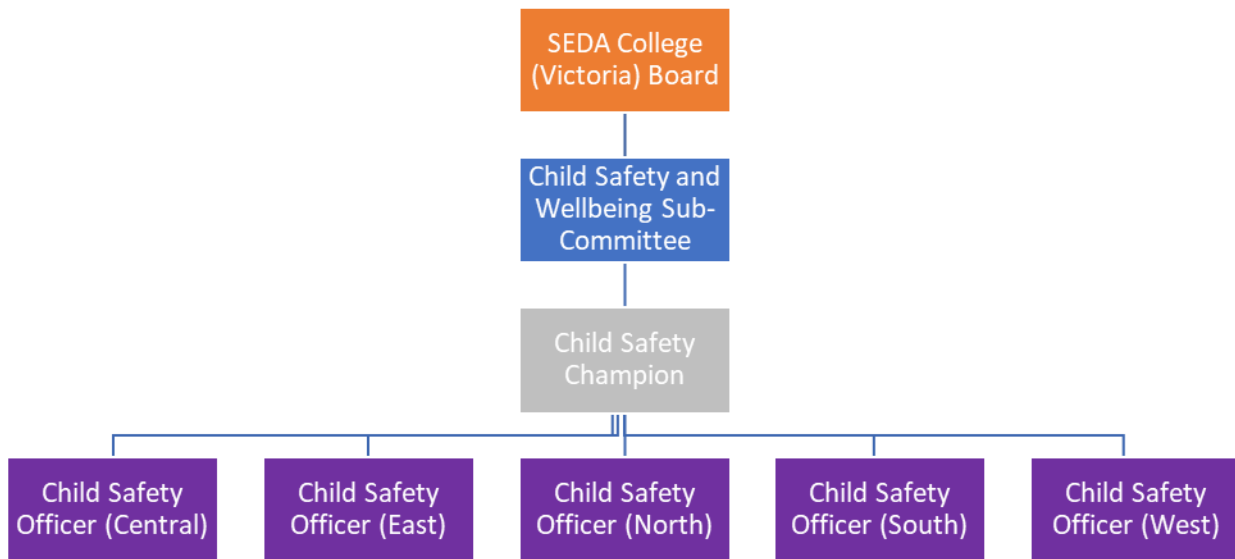 SEDA College
(Victoria) Board
Child Safety and
Wellbeing Sub-
Committee
Child Safety
Champion
Child Safety
Officer (Central)
Child Safety
Officer (East)
Child Safety
Officer (North)
Child Safety
Officer (South)
Child Safety
Officer (West)